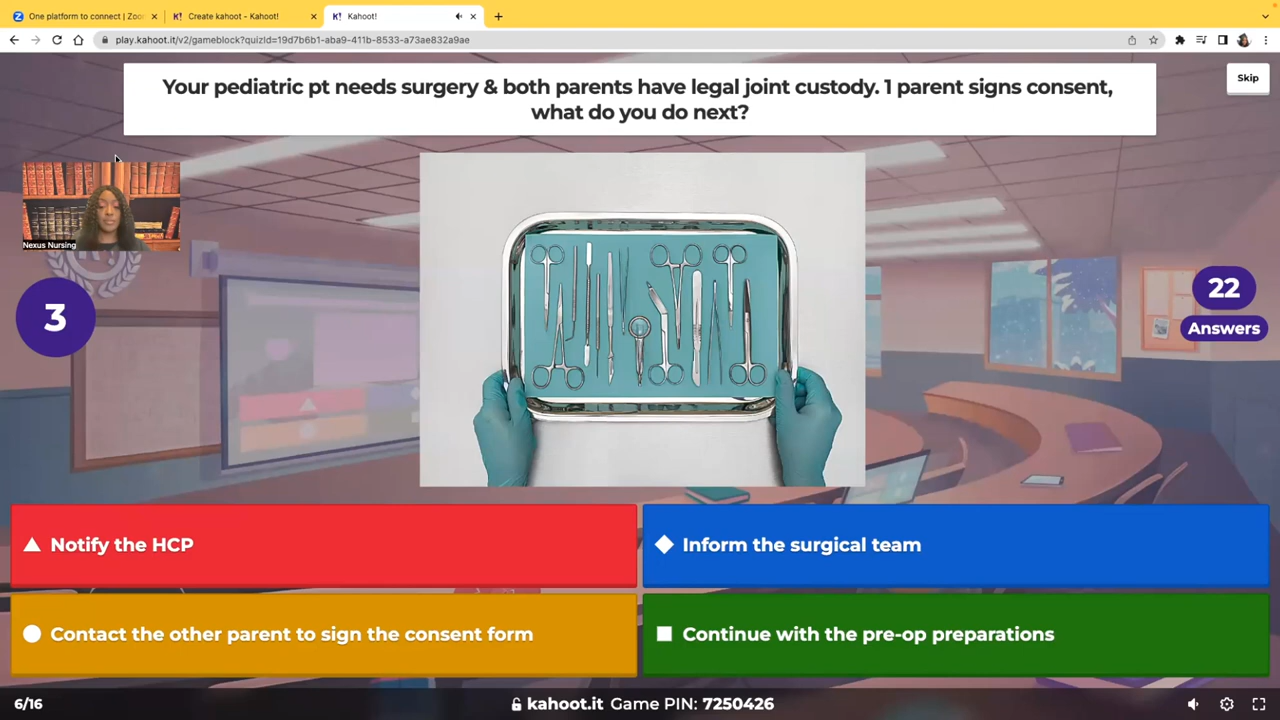 One platform to connect | Zoo
Create kahoot - Kahoot!
Kahoot!
play.kahoot.it/v2/gameblock?quizId=19d7b6b1-aba9-411b-8533-a73ae832a9ae
Your pediatric pt needs surgery & both parents have legal joint custody. 1 parent signs consent,
what do you do next?
Skip
Nexus Nursing
3
22
Answers
Notify the HCP
Inform the surgical team
Contact the other parent to sign the consent form
Continue with the pre-op preparations
6/16
kahoot.it Game PIN: 7250426